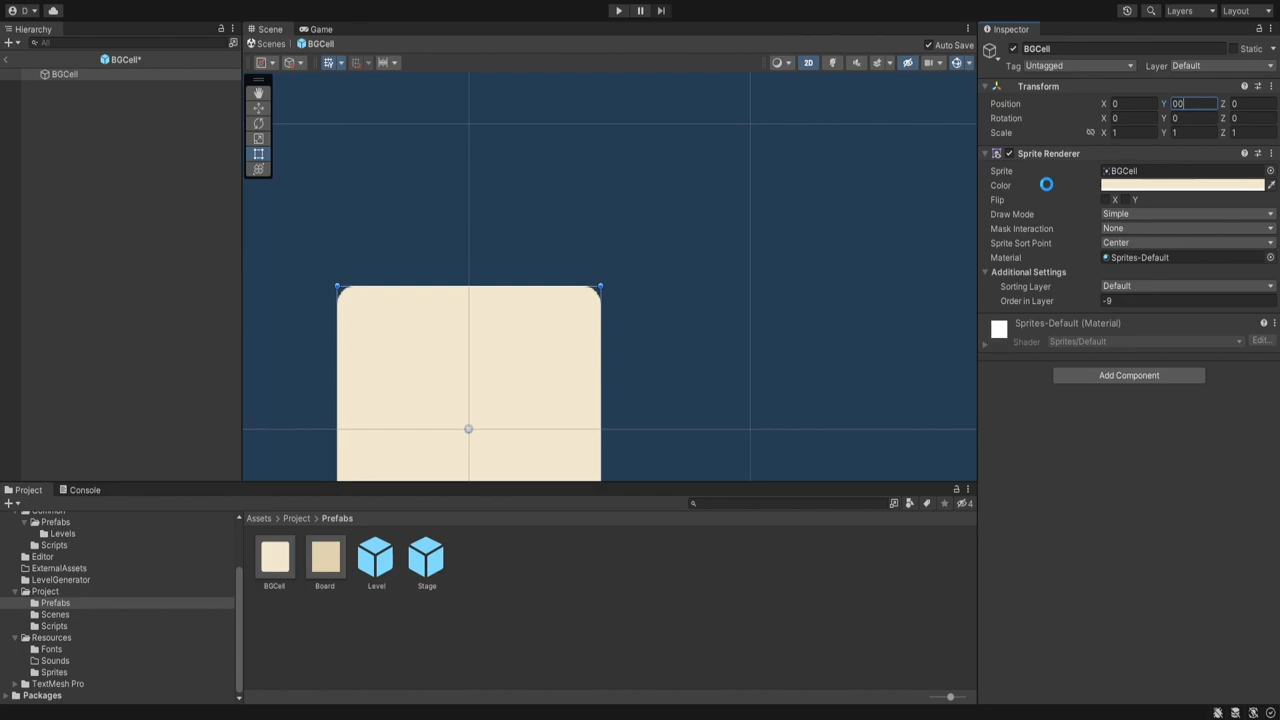 D
Layers
Layout
Hierarchy
All
BGCell*
BGCell
Scene
Game
Scenes
BGCell
Auto Save
2D
Inspector
BGCell
Static
Tag Untagged
Layer Default
Transform
Position X 0 Y 00 Z 0
Rotation X 0 Y 0 Z 0
Scale X 1 Y 1 Z 1
Sprite Renderer
Sprite BGCell
Color
Flip X Y
Draw Mode Simple
Mask Interaction None
Sprite Sort Point Center
Material Sprites-Default
Additional Settings
Sorting Layer Default
Order in Layer -9
Sprites-Default (Material)
Shader Sprites/Default Edit...
Add Component
Project
Console
4
Common
Prefabs
Levels
Scripts
Editor
ExternalAssets
LevelGenerator
Project
Prefabs
Scenes
Scripts
Resources
Fonts
Sounds
Sprites
TextMesh Pro
Packages
Assets > Project > Prefabs
BGCell
Board
Level
Stage